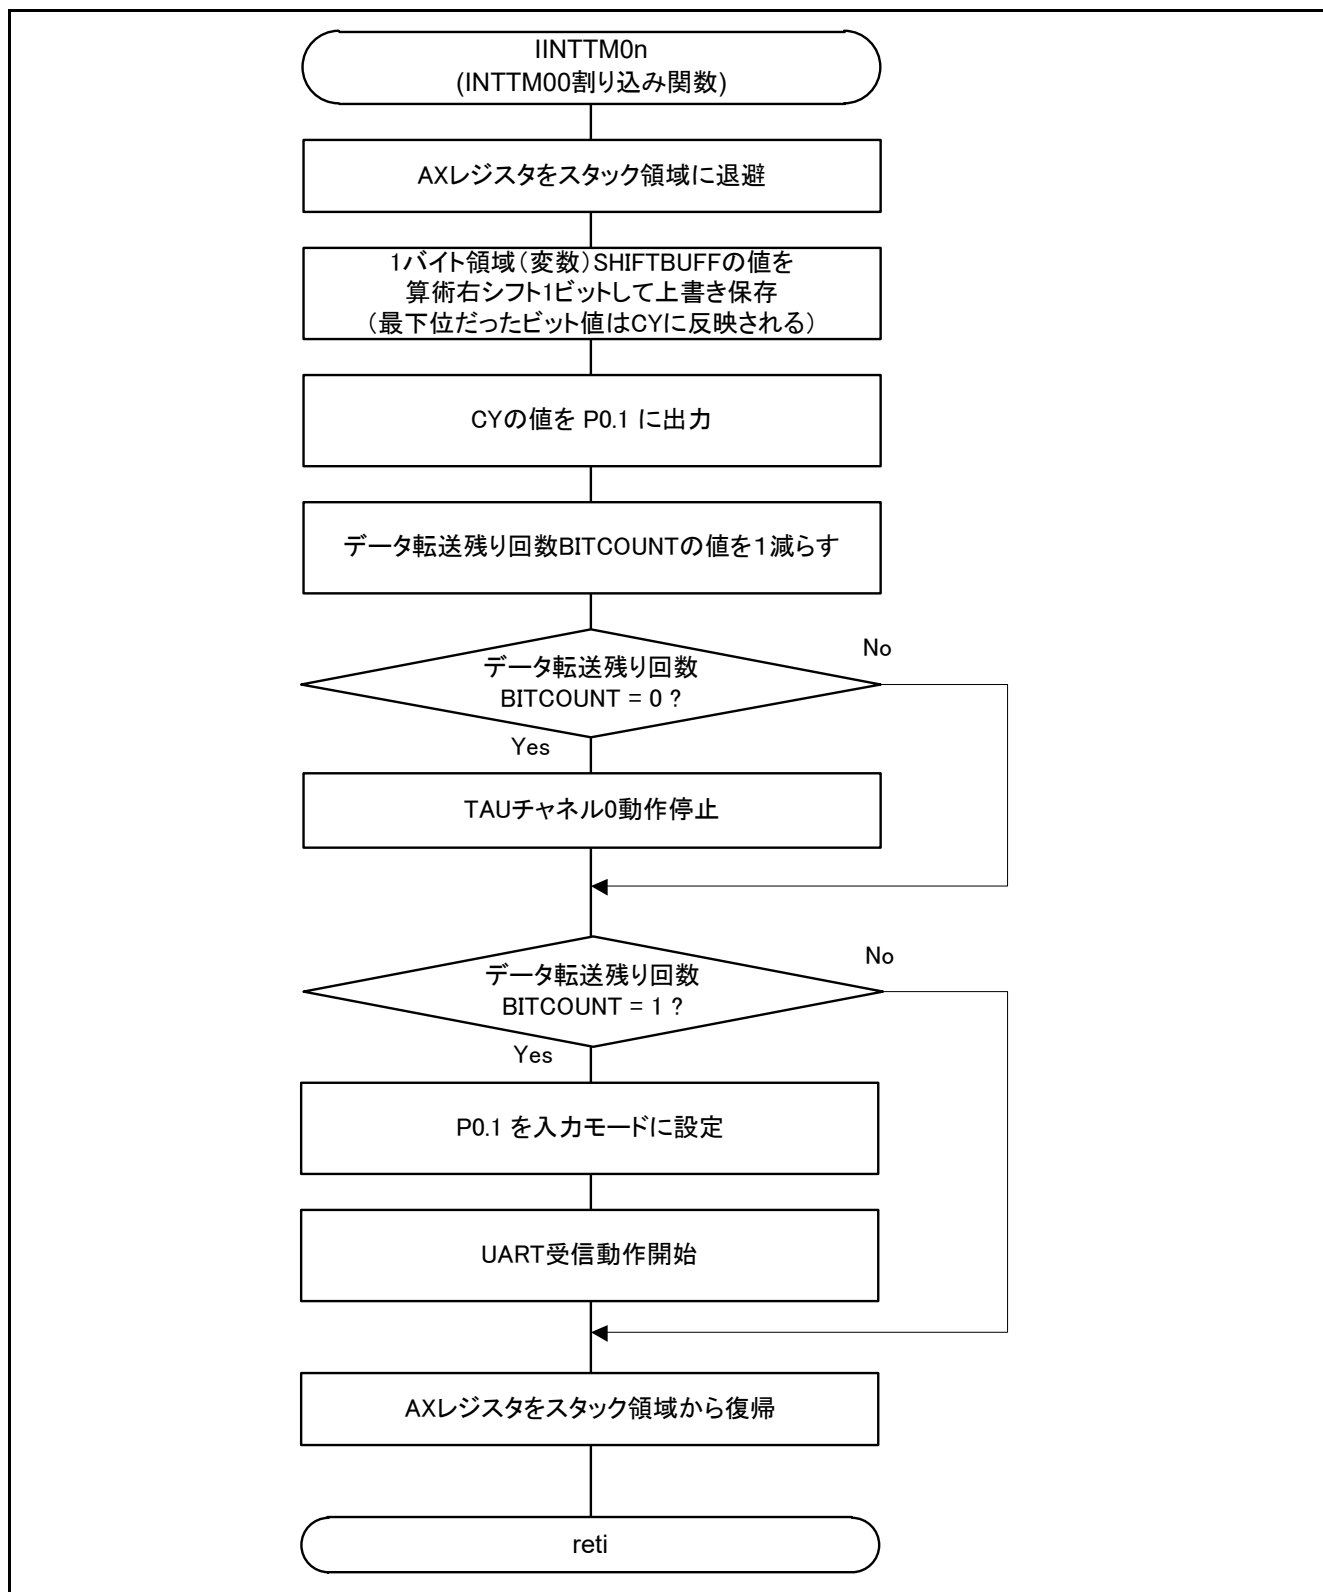 IINTTM0n
(INTTM00割り込み関数)
AXレジスタをスタック領域に退避
1バイト領域(変数)SHIFTBUFFの値を
算術右シフト1ビットして上書き保存
(最下位だったビット値はCYに反映される)
CYの値を P0.1 に出力
データ転送残り回数BITCOUNTの値を1減らす
データ転送残り回数
BITCOUNT = 0 ?
No
Yes
TAUチャネル0動作停止
データ転送残り回数
BITCOUNT = 1 ?
No
Yes
P0.1 を入力モードに設定
UART受信動作開始
AXレジスタをスタック領域から復帰
reti